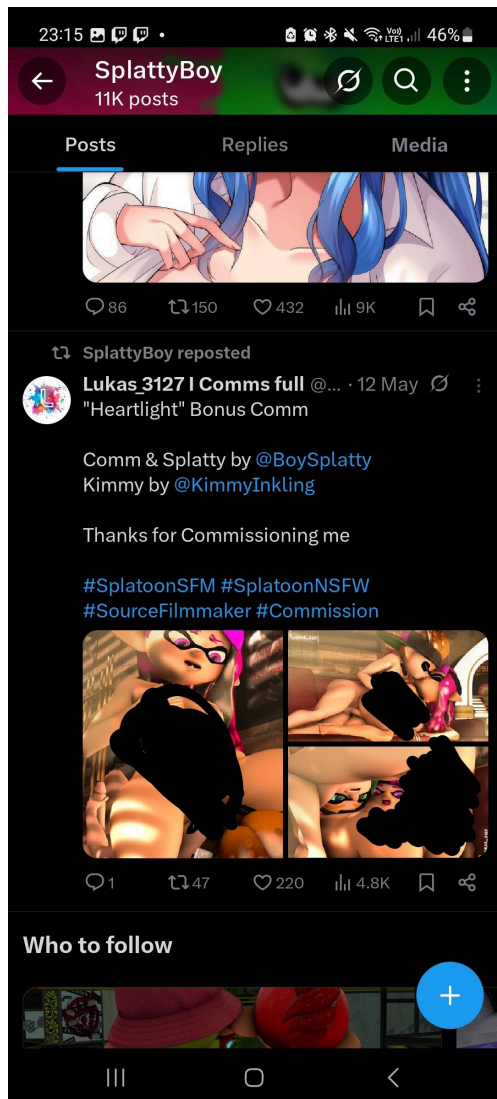 23:15
Vo))
LTE1
46%
SplattyBoy
11K posts
Posts
Replies
Media
86
150
432
9K
SplattyBoy reposted
Lukas_3127 I Comms full @... · 12 May
"Heartlight" Bonus Comm
Comm & Splatty by @BoySplatty
Kimmy by @KimmyInkling
Thanks for Commissioning me
#SplatoonSFM #SplatoonNSFW
#SourceFilmmaker #Commission
1
47
220
4.8K
Who to follow